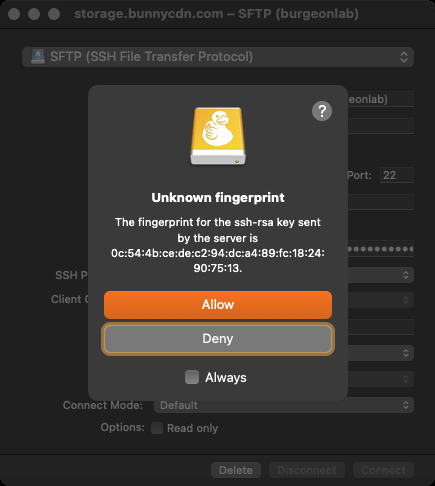 storage.bunnycdn.com – SFTP (burgeonlab)
SFTP (SSH File Transfer Protocol)
?
eonlab)
Unknown fingerprint
Port: 22
The fingerprint for the ssh-rsa key sent
by the server is
0c:54:4b:ce:de:c2:94:dc:a4:89:fc:18:24:
90:75:13.
SSH P
Allow
Client C
Deny
Always
Connect Mode: Default
Options: Read only
Delete Disconnect Connect